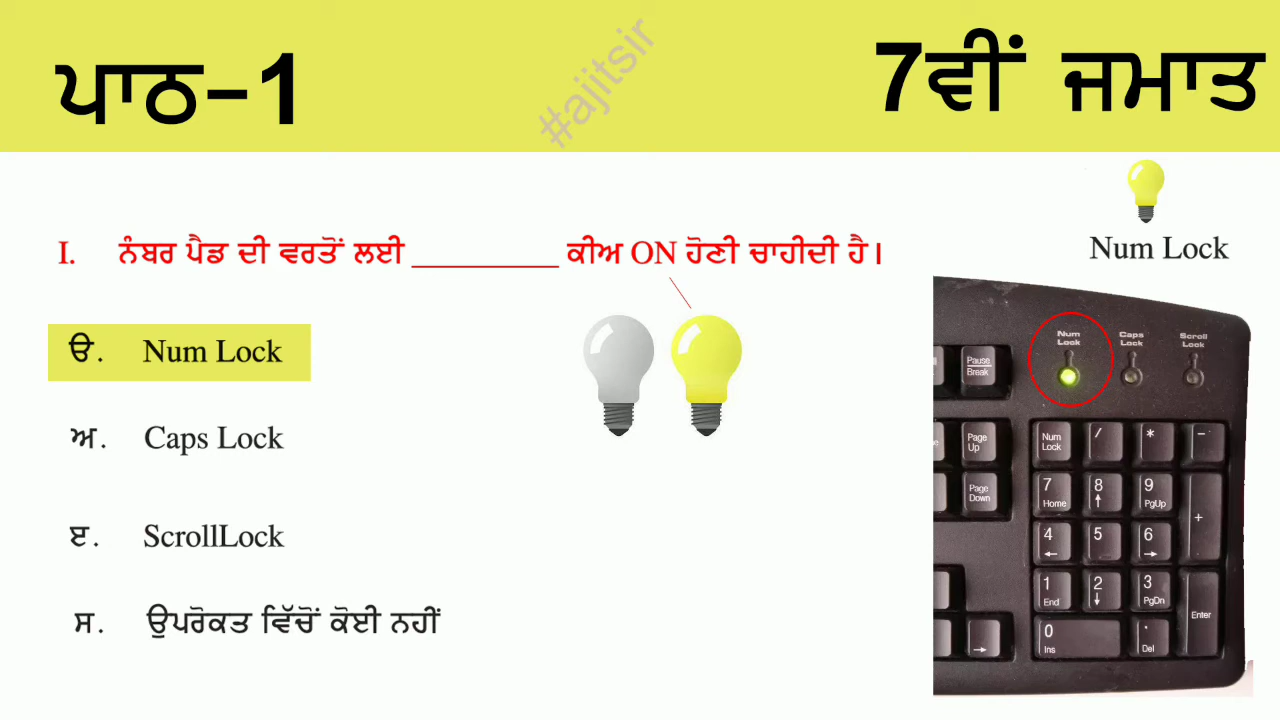 ਪਾਠ-1
#ajitsir
7ਵੀਂ ਜਮਾਤ
I. ਨੰਬਰ ਪੈਡ ਦੀ ਵਰਤੋਂ ਲਈ _________ ਕੀਅ ON ਹੋਣੀ ਚਾਹੀਦੀ ਹੈ।
ੳ. Num Lock
ਅ. Caps Lock
ੲ. ScrollLock
ਸ. ਉਪਰੋਕਤ ਵਿੱਚੋਂ ਕੋਈ ਨਹੀਂ
Num Lock
Num Lock Caps Lock Scroll Lock
Pause Break
Page Up Num Lock / * -
Page Down 7 Home 8 ↑ 9 PgUp +
4 ← 5 6 →
1 End 2 ↓ 3 PgDn Enter
→ 0 Ins . Del